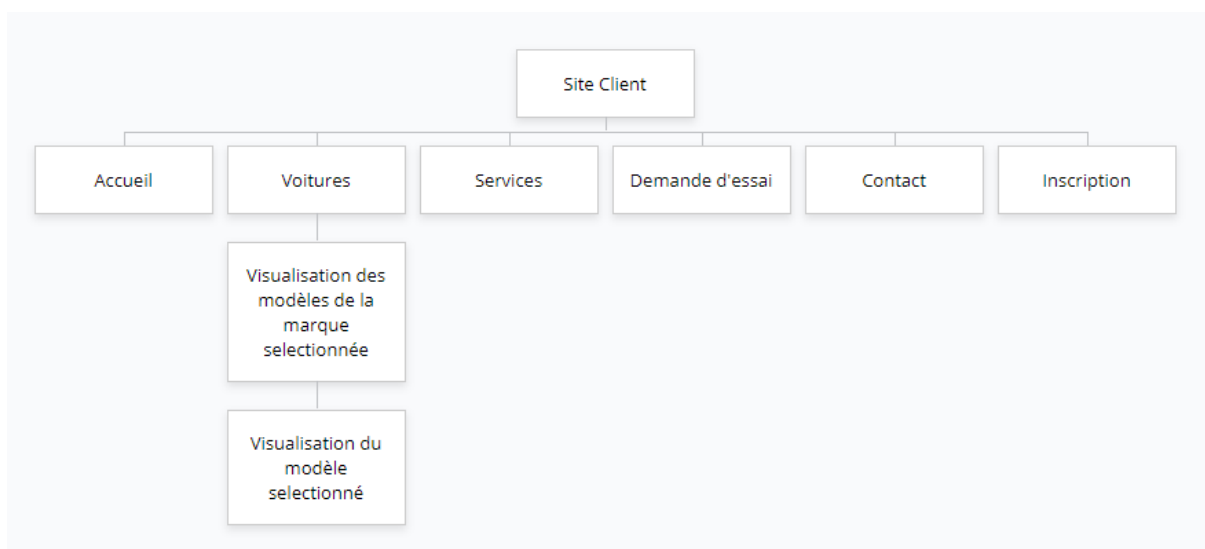 Site Client
Accueil
Voitures
Services
Demande d'essai
Contact
Inscription
Visualisation des
modèles de la
marque
selectionnée
Visualisation du
modèle
selectionné